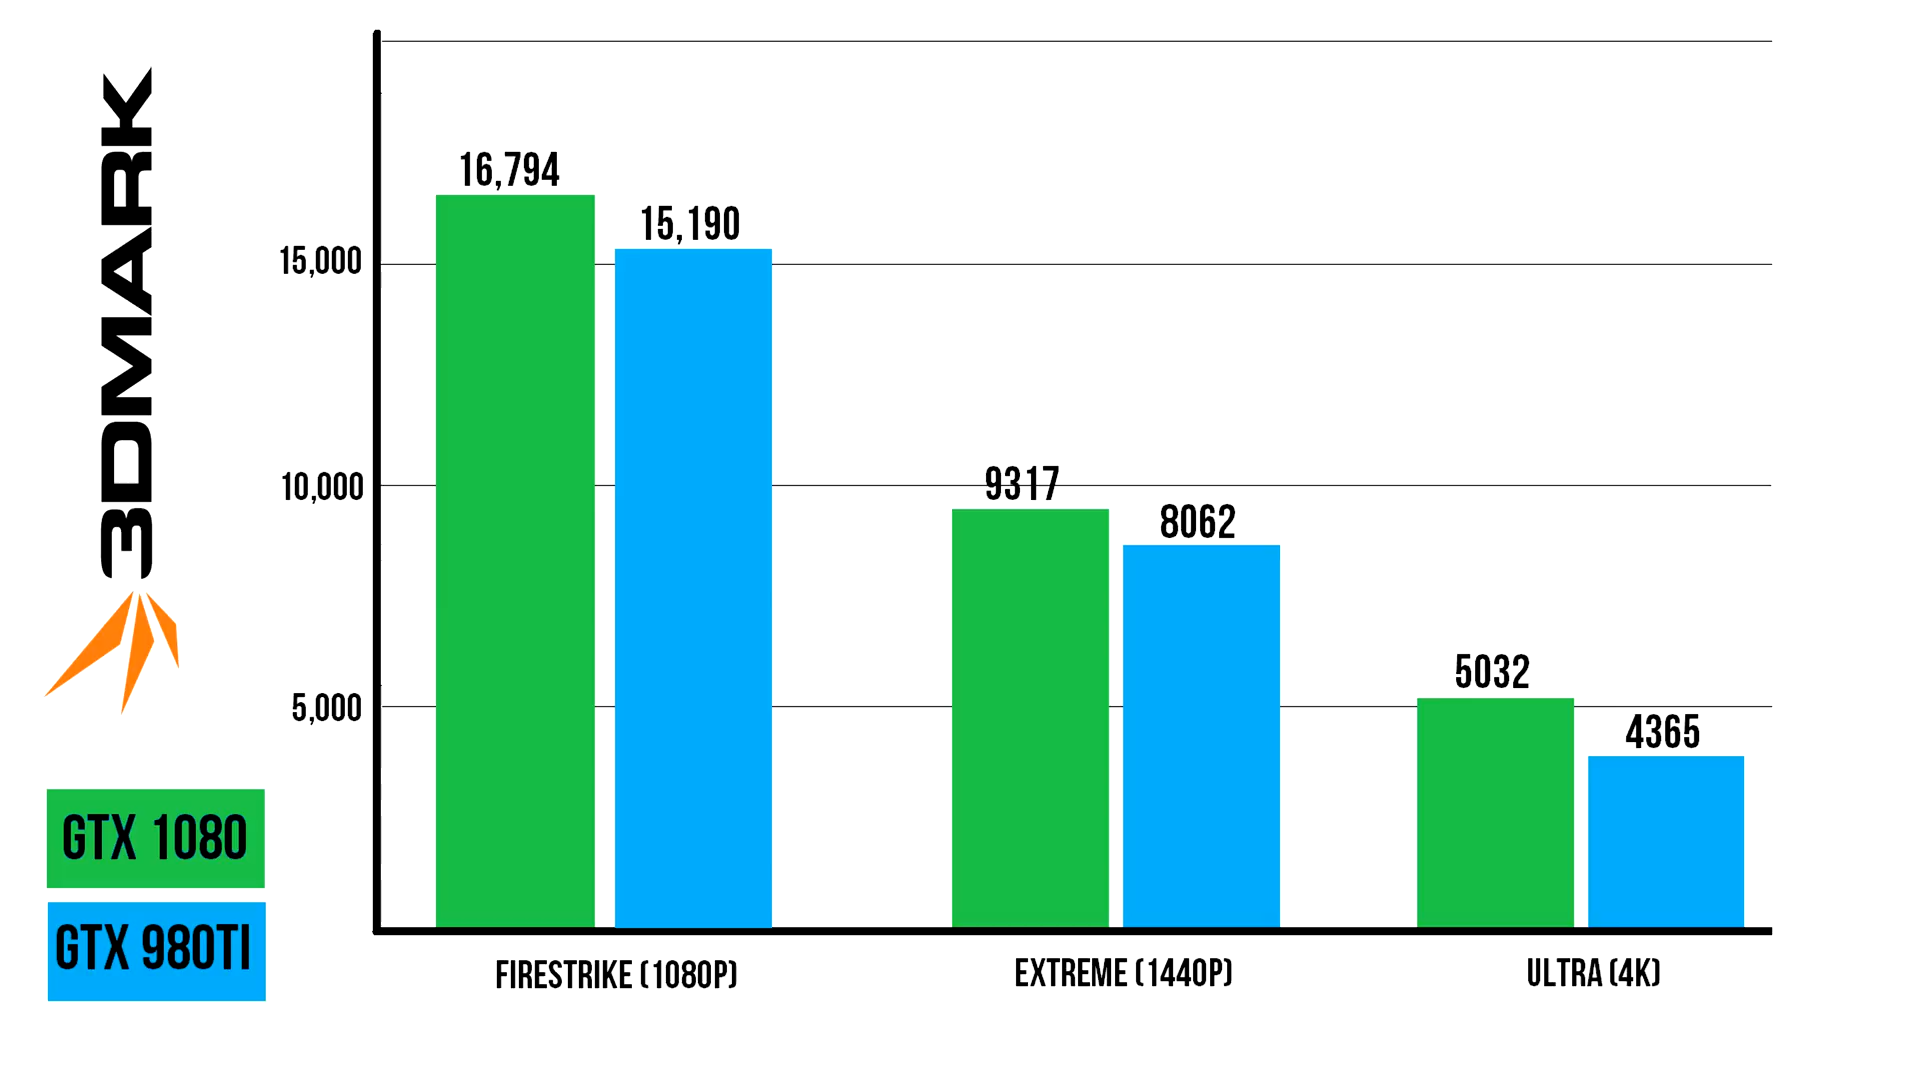 3DMARK
16,794
15,190
15,000
10,000
9317
8062
5032
5,000
4365
GTX 1080
GTX 980TI
FIRESTRIKE (1080P)
EXTREME (1440P)
ULTRA (4K)